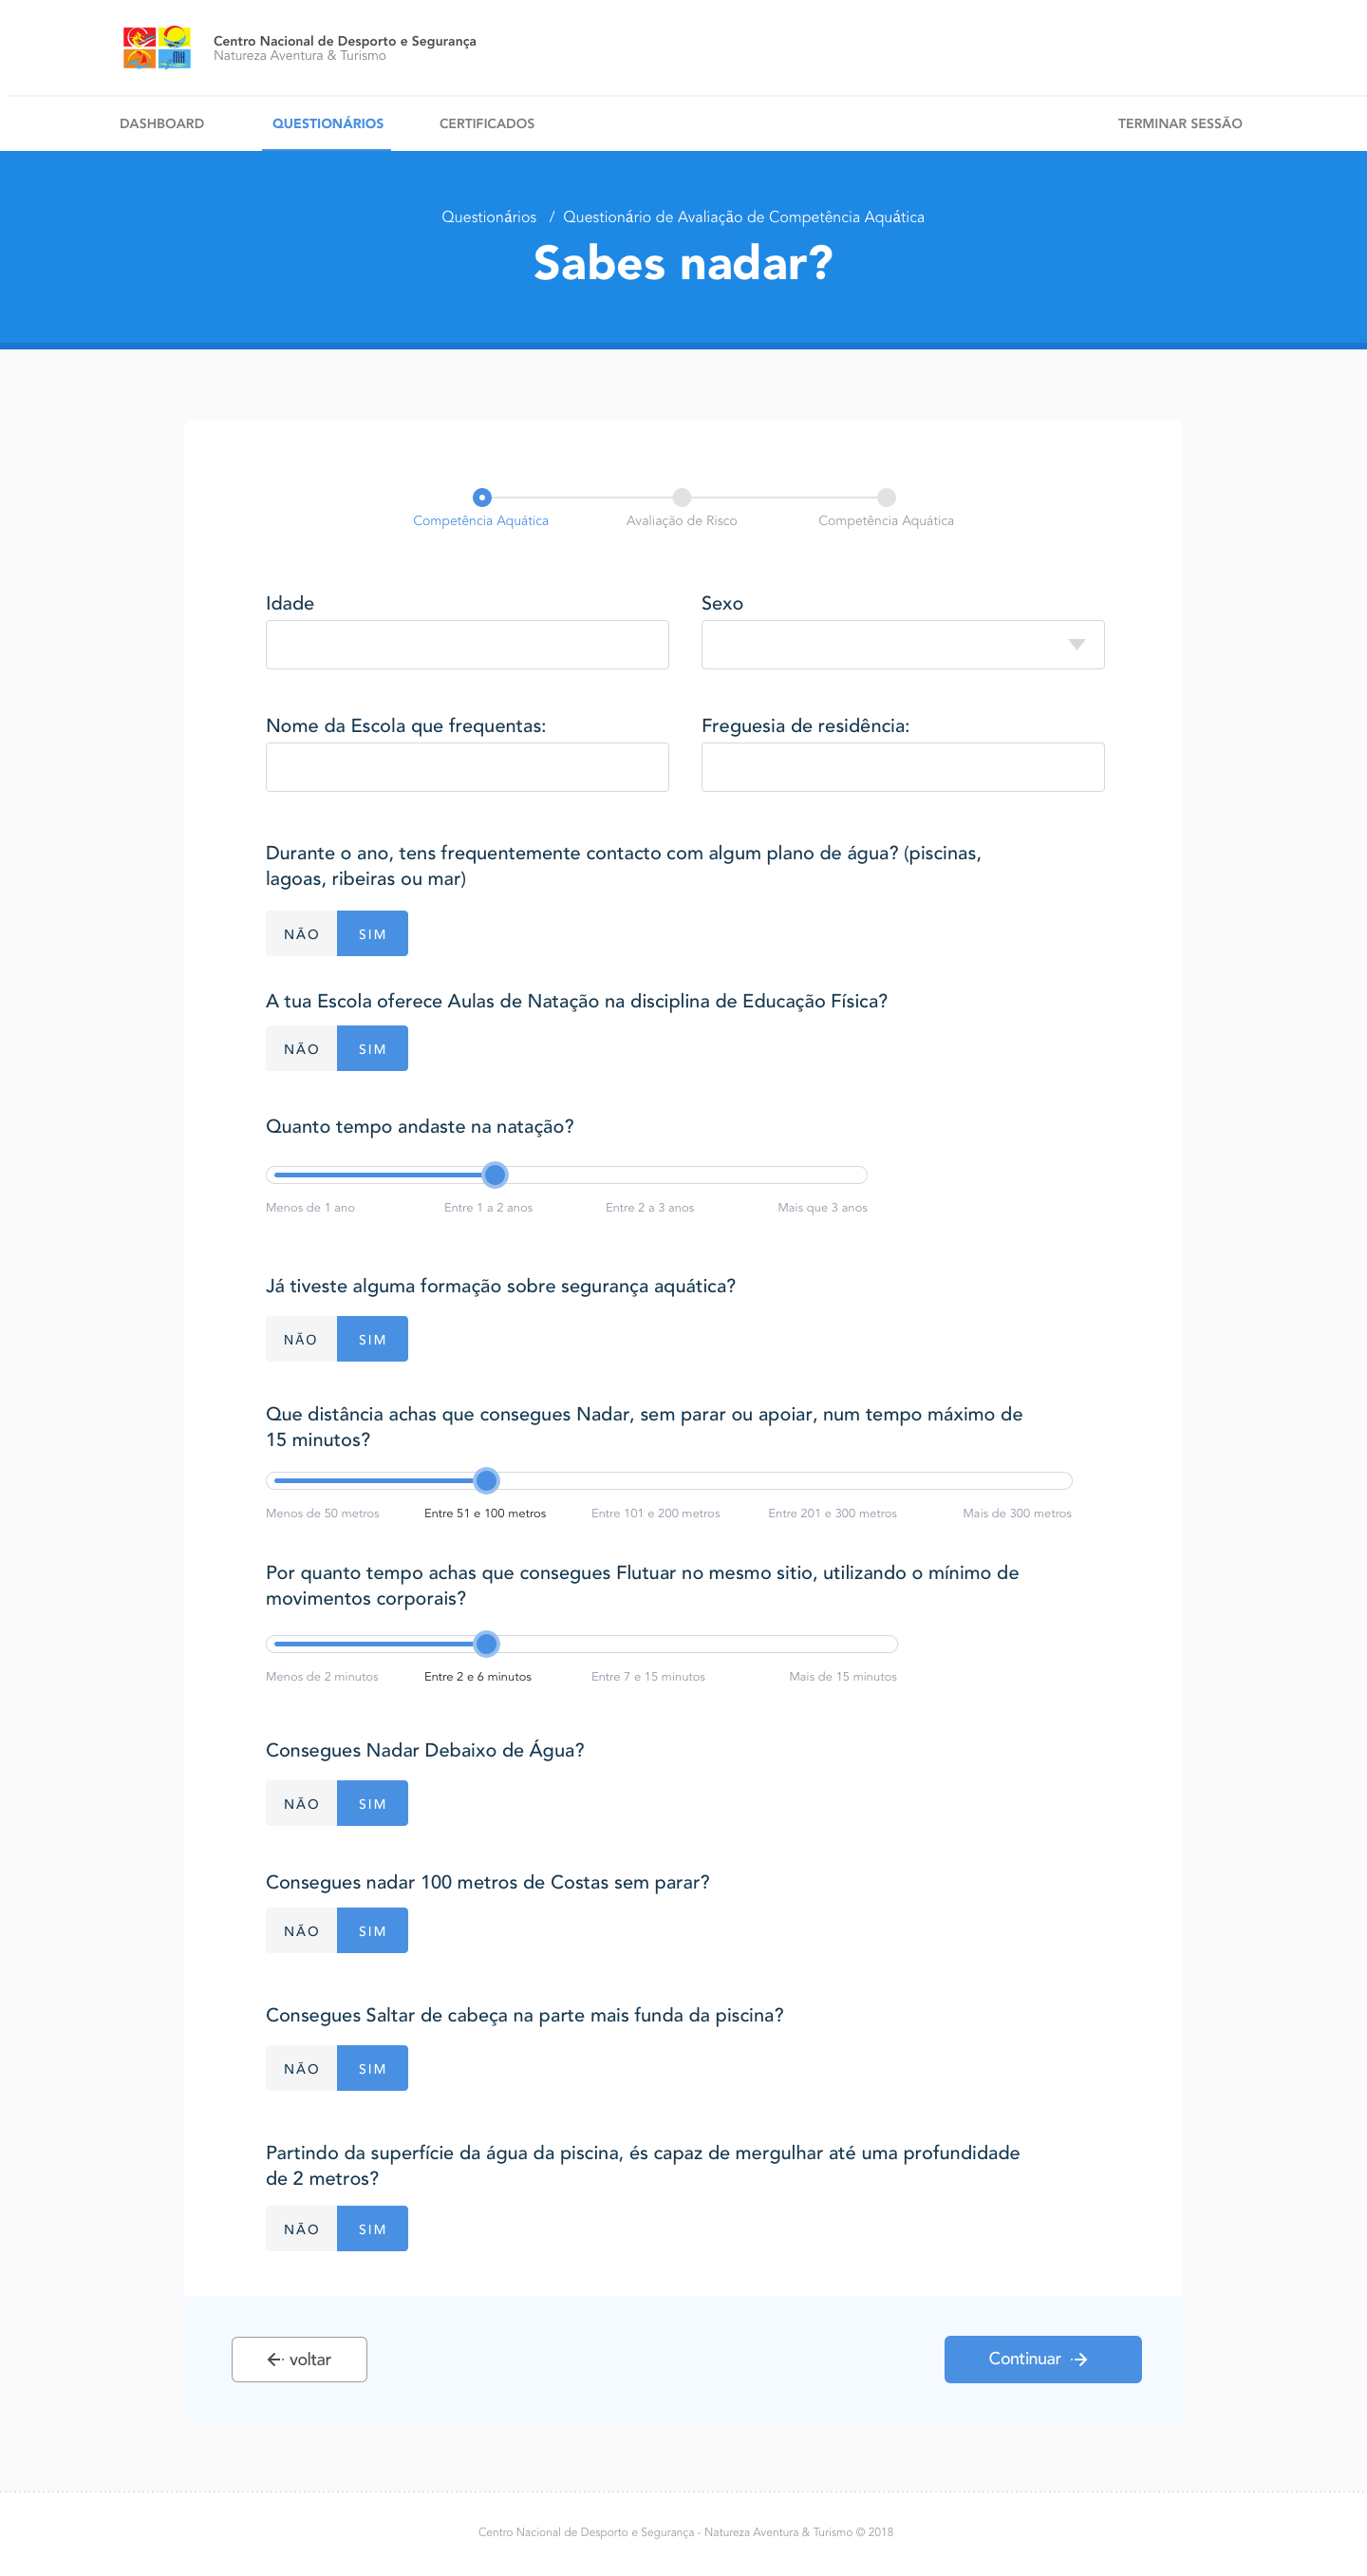 Centro Nacional de Desporto e Segurança
Natureza Aventura & Turismo
MH
DASHBOARD QUESTIONÁRIOS CERTIFICADOS TERMINAR SESSÃO
Questionários / Questionário de Avaliação de Competência Aquática
Sabes nadar?
Competência Aquática Avaliação de Risco Competência Aquática
Idade Sexo
Nome da Escola que frequentas: Freguesia de residência:
Durante o ano, tens frequentemente contacto com algum plano de água? (piscinas,
lagoas, ribeiras ou mar)
NÃO SIM
A tua Escola oferece Aulas de Natação na disciplina de Educação Física?
NÃO SIM
Quanto tempo andaste na natação?
Menos de 1 ano Entre 1 a 2 anos Entre 2 a 3 anos Mais que 3 anos
Já tiveste alguma formação sobre segurança aquática?
NÃO SIM
Que distância achas que consegues Nadar, sem parar ou apoiar, num tempo máximo de
15 minutos?
Menos de 50 metros Entre 51 e 100 metros Entre 101 e 200 metros Entre 201 e 300 metros Mais de 300 metros
Por quanto tempo achas que consegues Flutuar no mesmo sitio, utilizando o mínimo de
movimentos corporais?
Menos de 2 minutos Entre 2 e 6 minutos Entre 7 e 15 minutos Mais de 15 minutos
Consegues Nadar Debaixo de Água?
NÃO SIM
Consegues nadar 100 metros de Costas sem parar?
NÃO SIM
Consegues Saltar de cabeça na parte mais funda da piscina?
NÃO SIM
Partindo da superfície da água da piscina, és capaz de mergulhar até uma profundidade
de 2 metros?
NÃO SIM
voltar Continuar
Centro Nacional de Desporto e Segurança - Natureza Aventura & Turismo © 2018